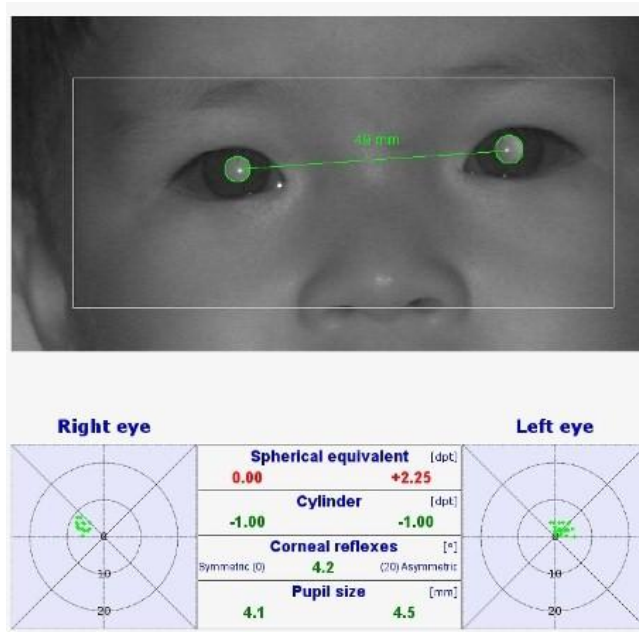 49 mm
Right eye
Left eye
Spherical equivalent [dpt]
0.00 +2.25
Cylinder [dpt]
-1.00 -1.00
Corneal reflexes [°]
Symmetric (0) 4.2 (20) Asymmetric
Pupil size [mm]
4.1 4.5
0
10
20
0
10
20